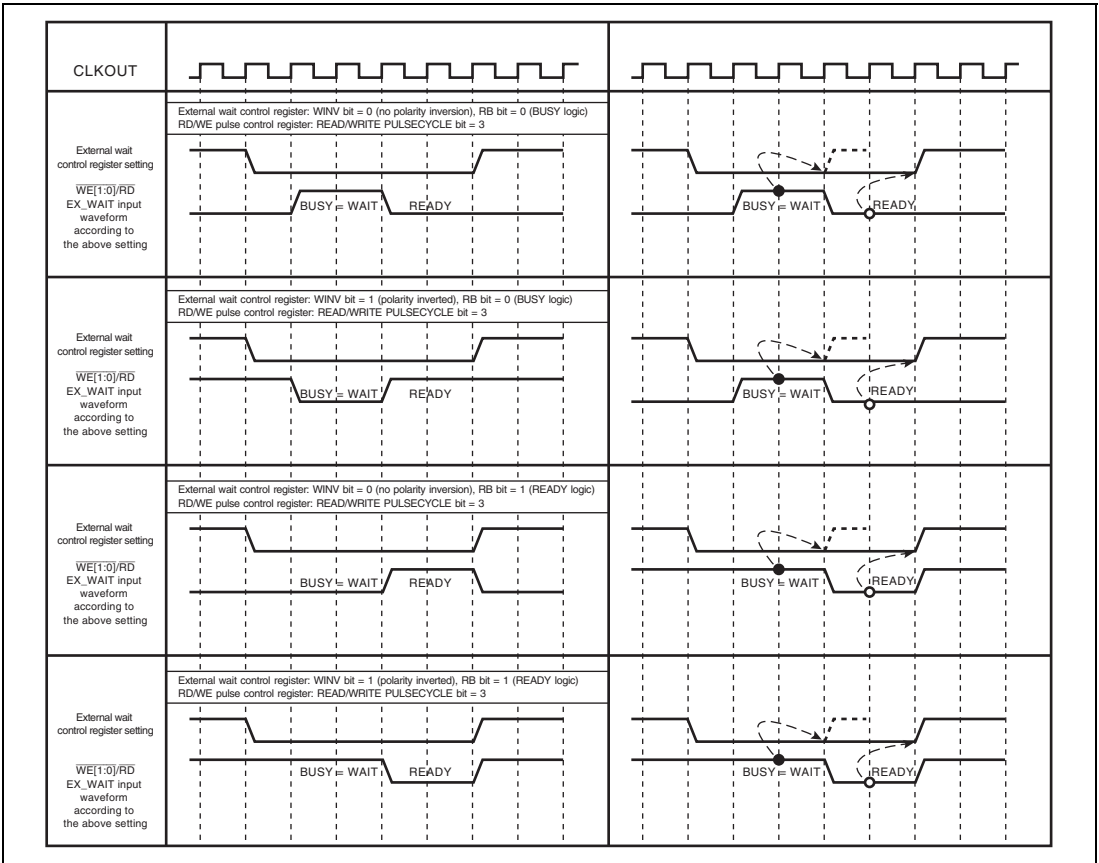 CLKOUT
External wait control register: WINV bit = 0 (no polarity inversion), RB bit = 0 (BUSY logic)
RD/WE pulse control register: READ/WRITE PULSECYCLE bit = 3
External wait
control register setting
WE[1:0]/RD
EX_WAIT input
waveform
according to
the above setting
BUSY = WAIT
READY
BUSY = WAIT
READY
External wait control register: WINV bit = 1 (polarity inverted), RB bit = 0 (BUSY logic)
RD/WE pulse control register: READ/WRITE PULSECYCLE bit = 3
External wait
control register setting
WE[1:0]/RD
EX_WAIT input
waveform
according to
the above setting
BUSY = WAIT
READY
BUSY = WAIT
READY
External wait control register: WINV bit = 0 (no polarity inversion), RB bit = 1 (READY logic)
RD/WE pulse control register: READ/WRITE PULSECYCLE bit = 3
External wait
control register setting
WE[1:0]/RD
EX_WAIT input
waveform
according to
the above setting
BUSY = WAIT
READY
BUSY = WAIT
READY
External wait control register: WINV bit = 1 (polarity inverted), RB bit = 1 (READY logic)
RD/WE pulse control register: READ/WRITE PULSECYCLE bit = 3
External wait
control register setting
WE[1:0]/RD
EX_WAIT input
waveform
according to
the above setting
BUSY = WAIT
READY
BUSY = WAIT
READY